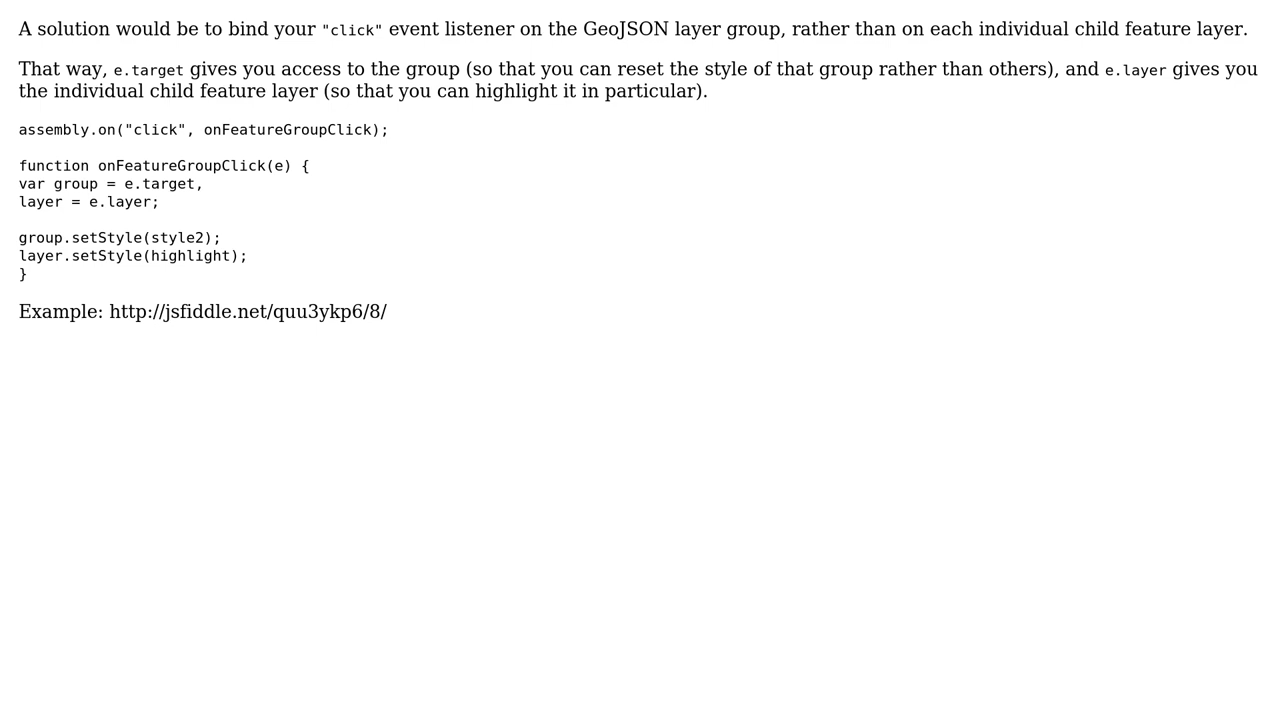 A solution would be to bind your "click" event listener on the GeoJSON layer group, rather than on each individual child feature layer.
That way, e.target gives you access to the group (so that you can reset the style of that group rather than others), and e.layer gives you
the individual child feature layer (so that you can highlight it in particular).
assembly.on("click", onFeatureGroupClick);
function onFeatureGroupClick(e) {
var group = e.target,
layer = e.layer;
group.setStyle(style2);
layer.setStyle(highlight);
}
Example: http://jsfiddle.net/quu3ykp6/8/